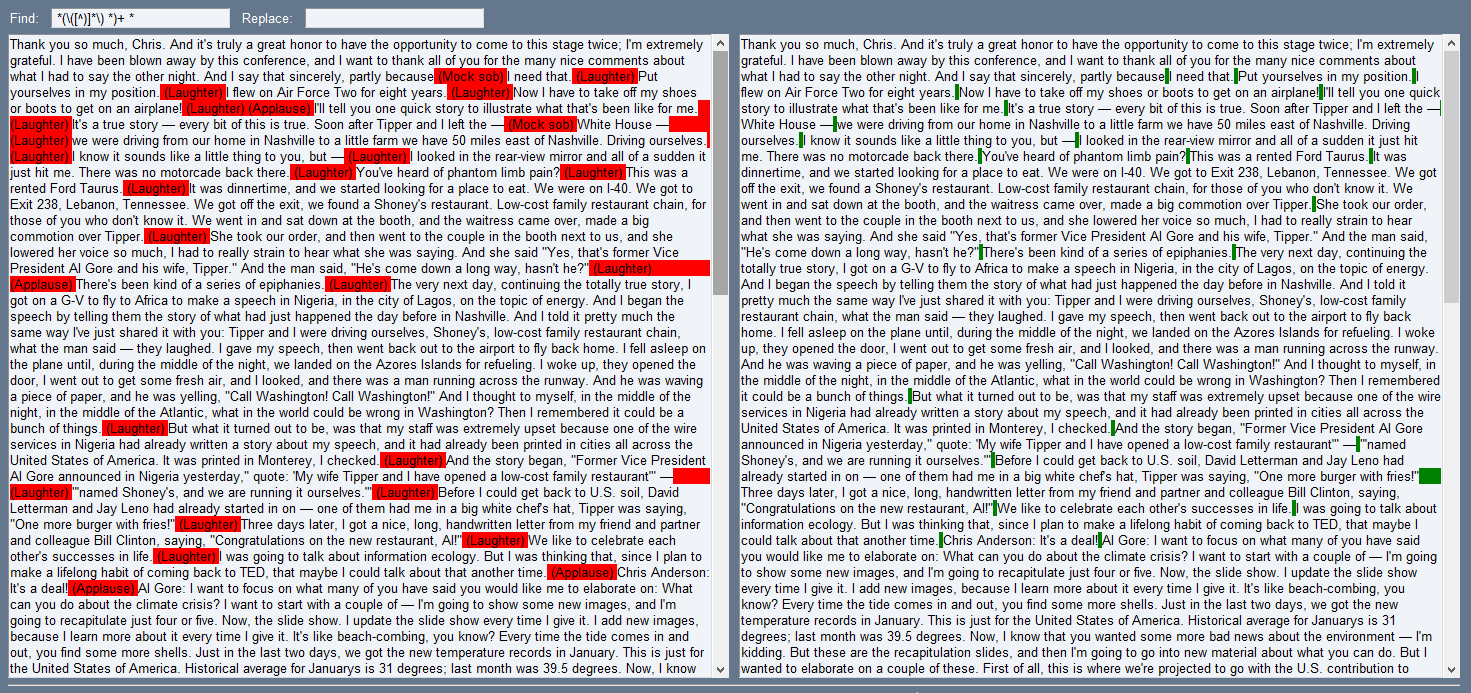 Find: *(\([^)]*\) *)+ * Replace:
Thank you so much, Chris. And it's truly a great honor to have the opportunity to come to this stage twice; I'm extremely
grateful. I have been blown away by this conference, and I want to thank all of you for the many nice comments about
what I had to say the other night. And I say that sincerely, partly because (Mock sob) I need that. (Laughter) Put
yourselves in my position. (Laughter) I flew on Air Force Two for eight years. (Laughter) Now I have to take off my shoes
or boots to get on an airplane! (Laughter) (Applause) I'll tell you one quick story to illustrate what that's been like for me.
(Laughter) It's a true story — every bit of this is true. Soon after Tipper and I left the — (Mock sob) White House —
(Laughter) we were driving from our home in Nashville to a little farm we have 50 miles east of Nashville. Driving ourselves.
(Laughter) I know it sounds like a little thing to you, but — (Laughter) I looked in the rear-view mirror and all of a sudden it
just hit me. There was no motorcade back there. (Laughter) You've heard of phantom limb pain? (Laughter) This was a
rented Ford Taurus. (Laughter) It was dinnertime, and we started looking for a place to eat. We were on I-40. We got to
Exit 238, Lebanon, Tennessee. We got off the exit, we found a Shoney's restaurant. Low-cost family restaurant chain, for
those of you who don't know it. We went in and sat down at the booth, and the waitress came over, made a big
commotion over Tipper. (Laughter) She took our order, and then went to the couple in the booth next to us, and she
lowered her voice so much, I had to really strain to hear what she was saying. And she said "Yes, that's former Vice
President Al Gore and his wife, Tipper." And the man said, "He's come down a long way, hasn't he?" (Laughter)
(Applause) There's been kind of a series of epiphanies. (Laughter) The very next day, continuing the totally true story, I
got on a G-V to fly to Africa to make a speech in Nigeria, in the city of Lagos, on the topic of energy. And I began the
speech by telling them the story of what had just happened the day before in Nashville. And I told it pretty much the
same way I've just shared it with you: Tipper and I were driving ourselves, Shoney's, low-cost family restaurant chain,
what the man said — they laughed. I gave my speech, then went back out to the airport to fly back home. I fell asleep on
the plane until, during the middle of the night, we landed on the Azores Islands for refueling. I woke up, they opened the
door, I went out to get some fresh air, and I looked, and there was a man running across the runway. And he was waving
a piece of paper, and he was yelling, "Call Washington! Call Washington!" And I thought to myself, in the middle of the
night, in the middle of the Atlantic, what in the world could be wrong in Washington? Then I remembered it could be a
bunch of things. (Laughter) But what it turned out to be, was that my staff was extremely upset because one of the wire
services in Nigeria had already written a story about my speech, and it had already been printed in cities all across the
United States of America. It was printed in Monterey, I checked. (Laughter) And the story began, "Former Vice President
Al Gore announced in Nigeria yesterday," quote: 'My wife Tipper and I have opened a low-cost family restaurant'" —
(Laughter) "'named Shoney's, and we are running it ourselves.'" (Laughter) Before I could get back to U.S. soil, David
Letterman and Jay Leno had already started in on — one of them had me in a big white chef's hat, Tipper was saying,
"One more burger with fries!" (Laughter) Three days later, I got a nice, long, handwritten letter from my friend and partner
and colleague Bill Clinton, saying, "Congratulations on the new restaurant, Al!" (Laughter) We like to celebrate each
other's successes in life. (Laughter) I was going to talk about information ecology. But I was thinking that, since I plan to
make a lifelong habit of coming back to TED, that maybe I could talk about that another time. (Applause) Chris Anderson:
It's a deal! (Applause) Al Gore: I want to focus on what many of you have said you would like me to elaborate on: What
can you do about the climate crisis? I want to start with a couple of — I'm going to show some new images, and I'm
going to recapitulate just four or five. Now, the slide show. I update the slide show every time I give it. I add new images,
because I learn more about it every time I give it. It's like beach-combing, you know? Every time the tide comes in and
out, you find some more shells. Just in the last two days, we got the new temperature records in January. This is just for
the United States of America. Historical average for Januarys is 31 degrees; last month was 39.5 degrees. Now, I know
Thank you so much, Chris. And it's truly a great honor to have the opportunity to come to this stage twice; I'm extremely
grateful. I have been blown away by this conference, and I want to thank all of you for the many nice comments about
what I had to say the other night. And I say that sincerely, partly because I need that. Put yourselves in my position. I
flew on Air Force Two for eight years. Now I have to take off my shoes or boots to get on an airplane! I'll tell you one quick
story to illustrate what that's been like for me. It's a true story — every bit of this is true. Soon after Tipper and I left the —
White House — we were driving from our home in Nashville to a little farm we have 50 miles east of Nashville. Driving
ourselves. I know it sounds like a little thing to you, but — I looked in the rear-view mirror and all of a sudden it just hit
me. There was no motorcade back there. You've heard of phantom limb pain? This was a rented Ford Taurus. It was
dinnertime, and we started looking for a place to eat. We were on I-40. We got to Exit 238, Lebanon, Tennessee. We got
off the exit, we found a Shoney's restaurant. Low-cost family restaurant chain, for those of you who don't know it. We
went in and sat down at the booth, and the waitress came over, made a big commotion over Tipper. She took our order,
and then went to the couple in the booth next to us, and she lowered her voice so much, I had to really strain to hear
what she was saying. And she said "Yes, that's former Vice President Al Gore and his wife, Tipper." And the man said,
"He's come down a long way, hasn't he?" There's been kind of a series of epiphanies. The very next day, continuing the
totally true story, I got on a G-V to fly to Africa to make a speech in Nigeria, in the city of Lagos, on the topic of energy.
And I began the speech by telling them the story of what had just happened the day before in Nashville. And I told it
pretty much the same way I've just shared it with you: Tipper and I were driving ourselves, Shoney's, low-cost family
restaurant chain, what the man said — they laughed. I gave my speech, then went back out to the airport to fly back
home. I fell asleep on the plane until, during the middle of the night, we landed on the Azores Islands for refueling. I woke
up, they opened the door, I went out to get some fresh air, and I looked, and there was a man running across the runway.
And he was waving a piece of paper, and he was yelling, "Call Washington! Call Washington!" And I thought to myself, in
the middle of the night, in the middle of the Atlantic, what in the world could be wrong in Washington? Then I remembered
it could be a bunch of things. But what it turned out to be, was that my staff was extremely upset because one of the wire
services in Nigeria had already written a story about my speech, and it had already been printed in cities all across the
United States of America. It was printed in Monterey, I checked. And the story began, "Former Vice President Al Gore
announced in Nigeria yesterday," quote: 'My wife Tipper and I have opened a low-cost family restaurant'" — "'named
Shoney's, and we are running it ourselves.'" Before I could get back to U.S. soil, David Letterman and Jay Leno had
already started in on — one of them had me in a big white chef's hat, Tipper was saying, "One more burger with fries!"
Three days later, I got a nice, long, handwritten letter from my friend and partner and colleague Bill Clinton, saying,
"Congratulations on the new restaurant, Al!" We like to celebrate each other's successes in life. I was going to talk about
information ecology. But I was thinking that, since I plan to make a lifelong habit of coming back to TED, that maybe I
could talk about that another time. Chris Anderson: It's a deal! Al Gore: I want to focus on what many of you have said
you would like me to elaborate on: What can you do about the climate crisis? I want to start with a couple of — I'm going
to show some new images, and I'm going to recapitulate just four or five. Now, the slide show. I update the slide show
every time I give it. I add new images, because I learn more about it every time I give it. It's like beach-combing, you
know? Every time the tide comes in and out, you find some more shells. Just in the last two days, we got the new
temperature records in January. This is just for the United States of America. Historical average for Januarys is 31
degrees; last month was 39.5 degrees. Now, I know that you wanted some more bad news about the environment — I'm
kidding. But these are the recapitulation slides, and then I'm going to go into new material about what you can do. But I
wanted to elaborate on a couple of these. First of all, this is where we're projected to go with the U.S. contribution to